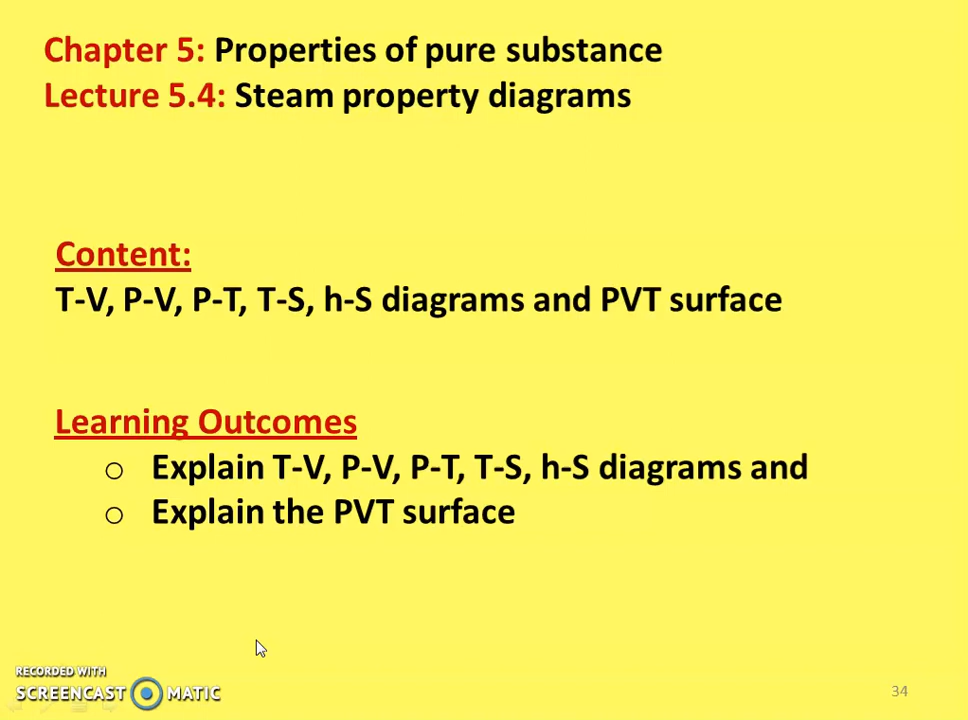 Chapter 5: Properties of pure substance
Lecture 5.4: Steam property diagrams
Content:
T-V, P-V, P-T, T-S, h-S diagrams and PVT surface
Learning Outcomes
o Explain T-V, P-V, P-T, T-S, h-S diagrams and
o Explain the PVT surface
RECORDED WITH
SCREENCAST MATIC
34